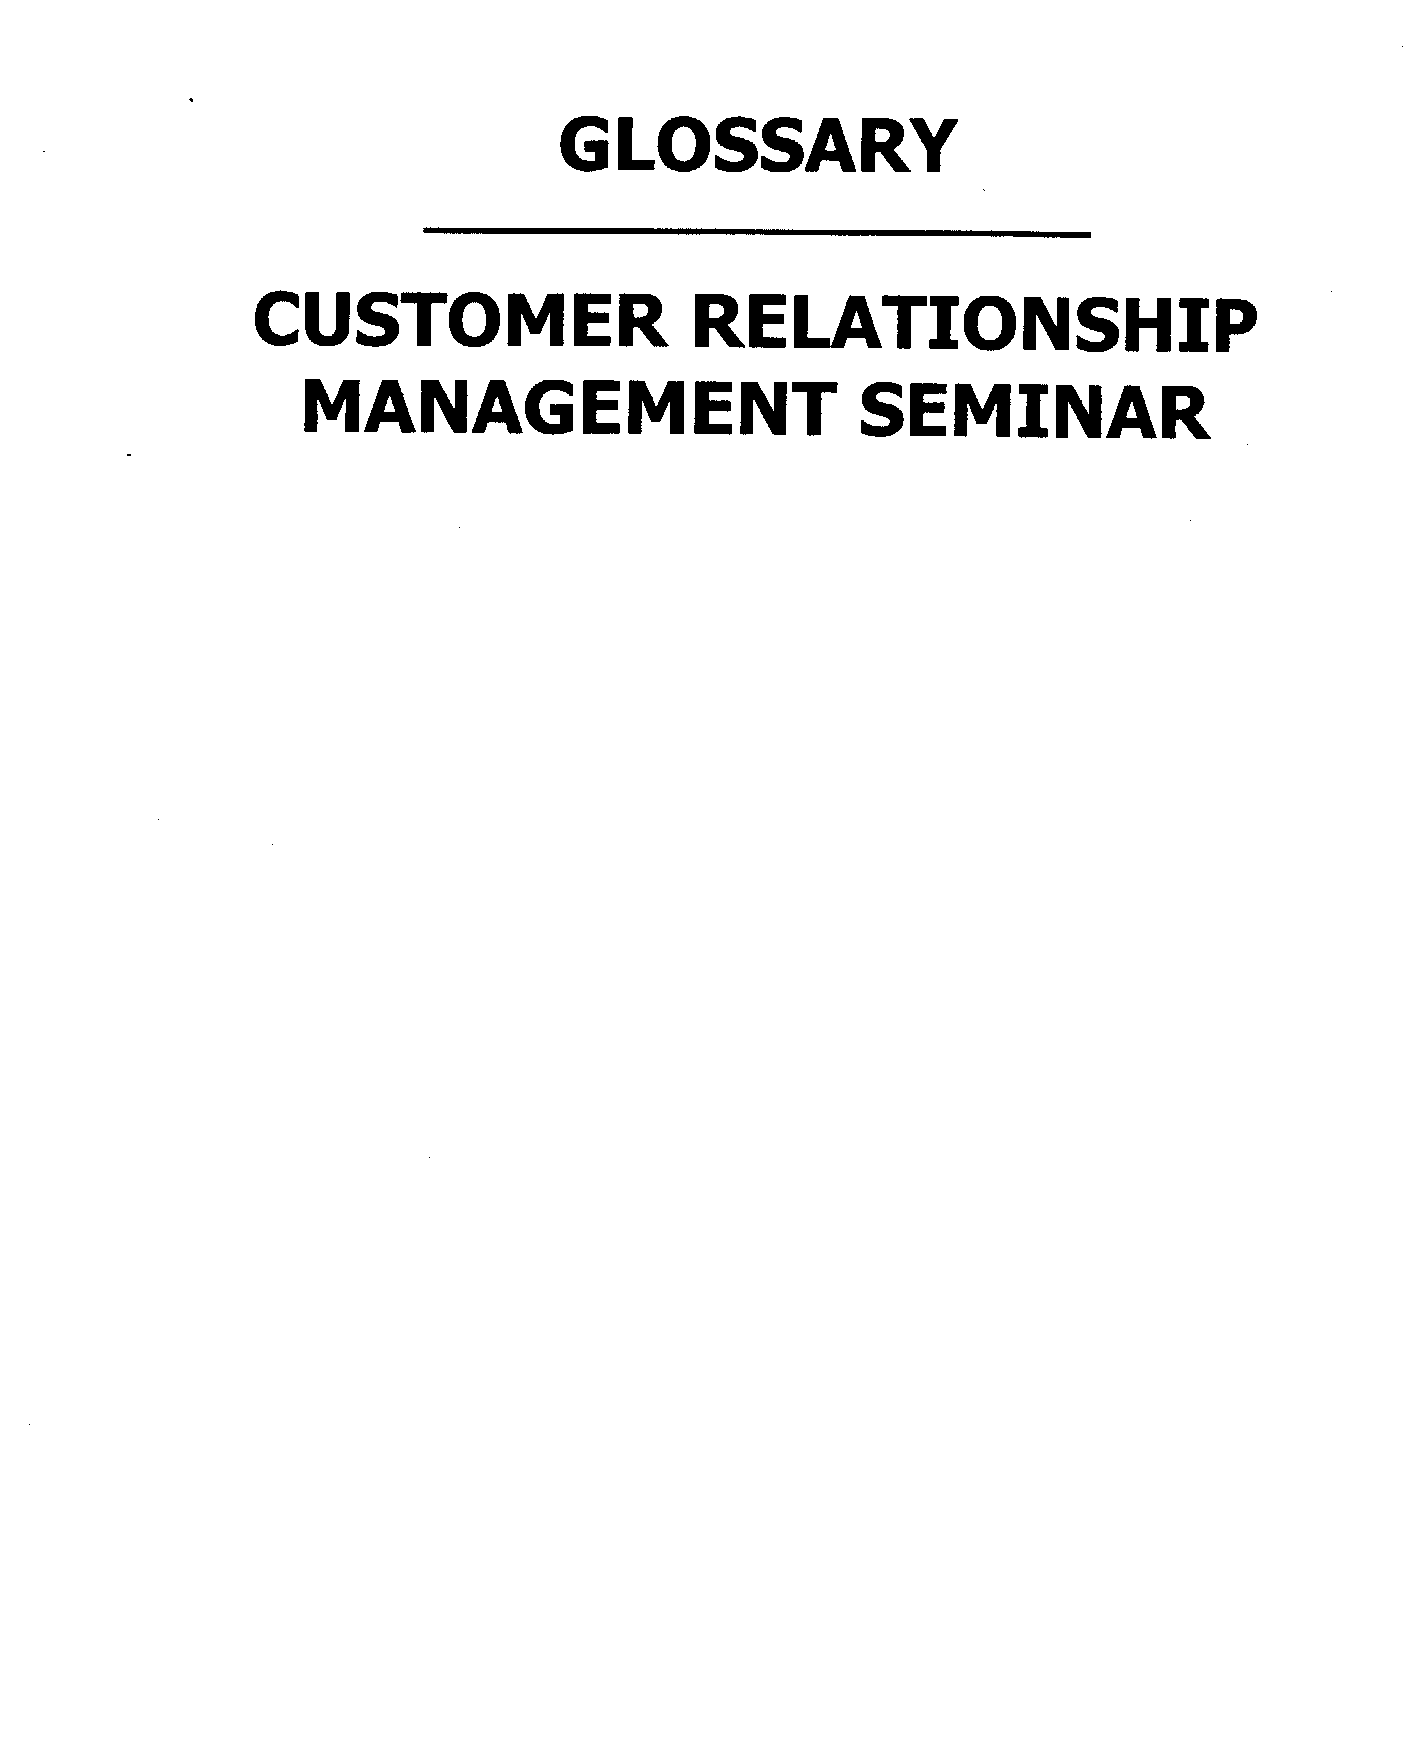 GLOSSARY
CUSTOMER RELATIONSHIP
MANAGEMENT SEMINAR